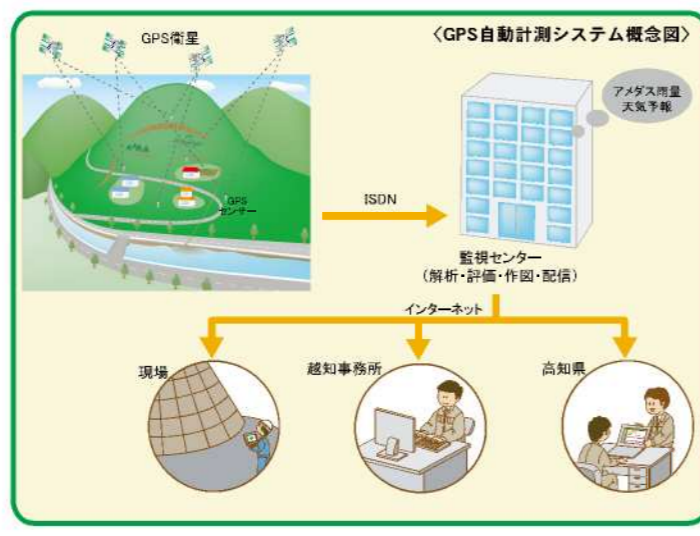 〈GPS自動計測システム概念図〉
GPS衛星
アメダス雨量
天気予報
GPS
センサー
ISDN
監視センター
（解析・評価・作図・配信）
インターネット
現場
越知事務所
高知県